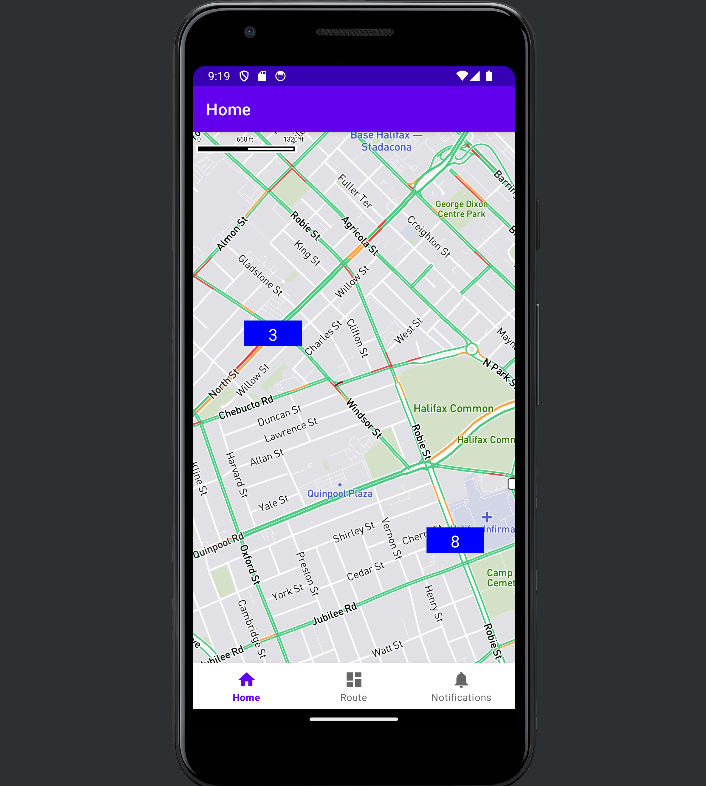 9:19
Home
660ft
1320ft
Base Halifax —
Stadacona
Fuller Ter
George Dixon
Centre Park
Robie St
Agricola St
Creighton St
Almon St
King St
Gladstone St
Willow St
3
Charles St
Clifton St
West St
N Park S
North St
Willow St
Chebucto Rd
Duncan St
Lawrence St
Windsor St
Halifax Common
Robie St
Halifax Comm
Allan St
Harvard St
Kline St
Quinpool Plaza
Yale St
Shirley St
Vernon St
Cherr
8
Infirma
Quinpool Rd
Oxford St
Preston St
Cedar St
Camp
Cemet
York St
Henry St
Jubilee Rd
Cambridge St
Robie St
Watt St
Jubilee Rd
Home
Route
Notifications